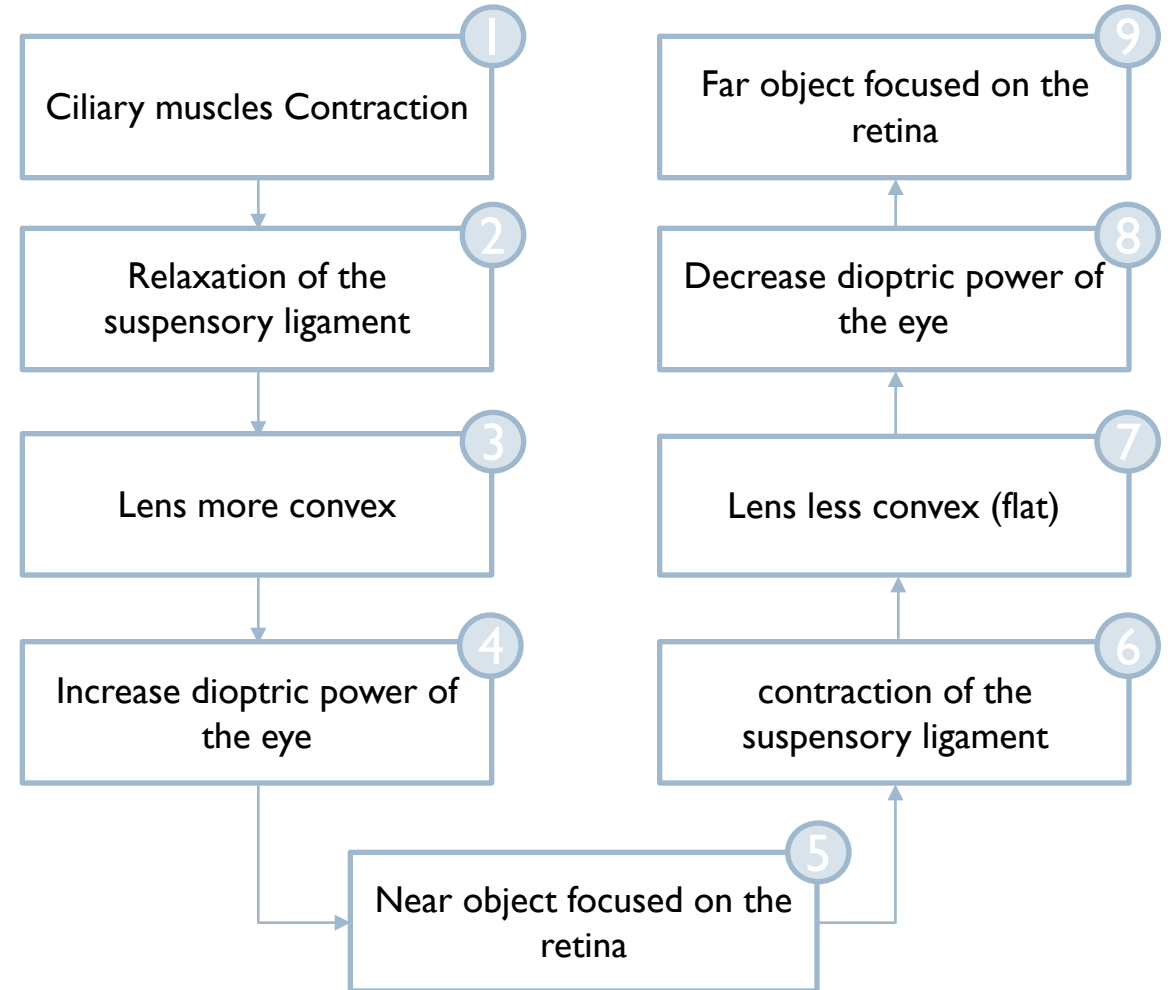 1
Ciliary muscles Contraction
2
Relaxation of the
suspensory ligament
3
Lens more convex
4
Increase dioptric power of
the eye
5
Near object focused on the
retina
6
contraction of the
suspensory ligament
7
Lens less convex (flat)
8
Decrease dioptric power of
the eye
9
Far object focused on the
retina